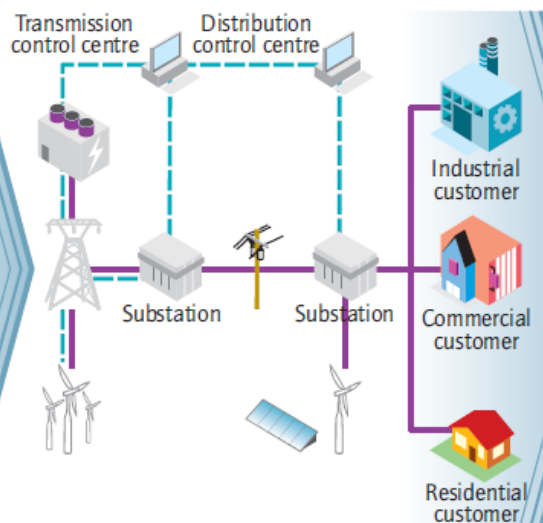 Transmission
control centre
Distribution
control centre
Industrial
customer
Substation
Substation
Commercial
customer
Residential
customer